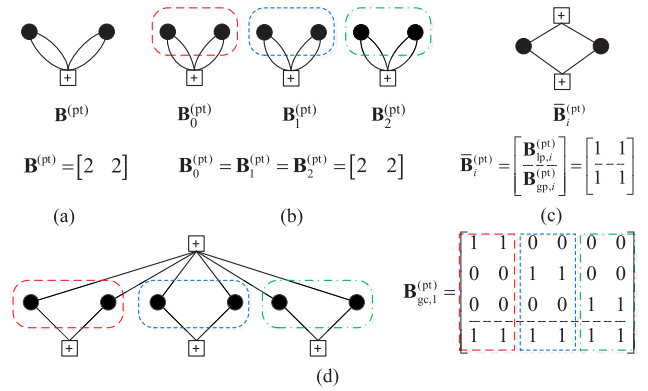 + + + + +
+
B^(pt) B_0^(pt) B_1^(pt) B_2^(pt) B̅_i^(pt)
B^(pt) = [2 2] B_0^(pt) = B_1^(pt) = B_2^(pt) = [2 2] B̅_i^(pt) = [B_lp,i^(pt) / B_gp,i^(pt)] = [1 1 / 1 1]
(a) (b) (c)
+
+ + +
B_gc,1^(pt) =
1 1 0 0 0 0
0 0 1 1 0 0
0 0 0 0 1 1
1 1 1 1 1 1
(d)